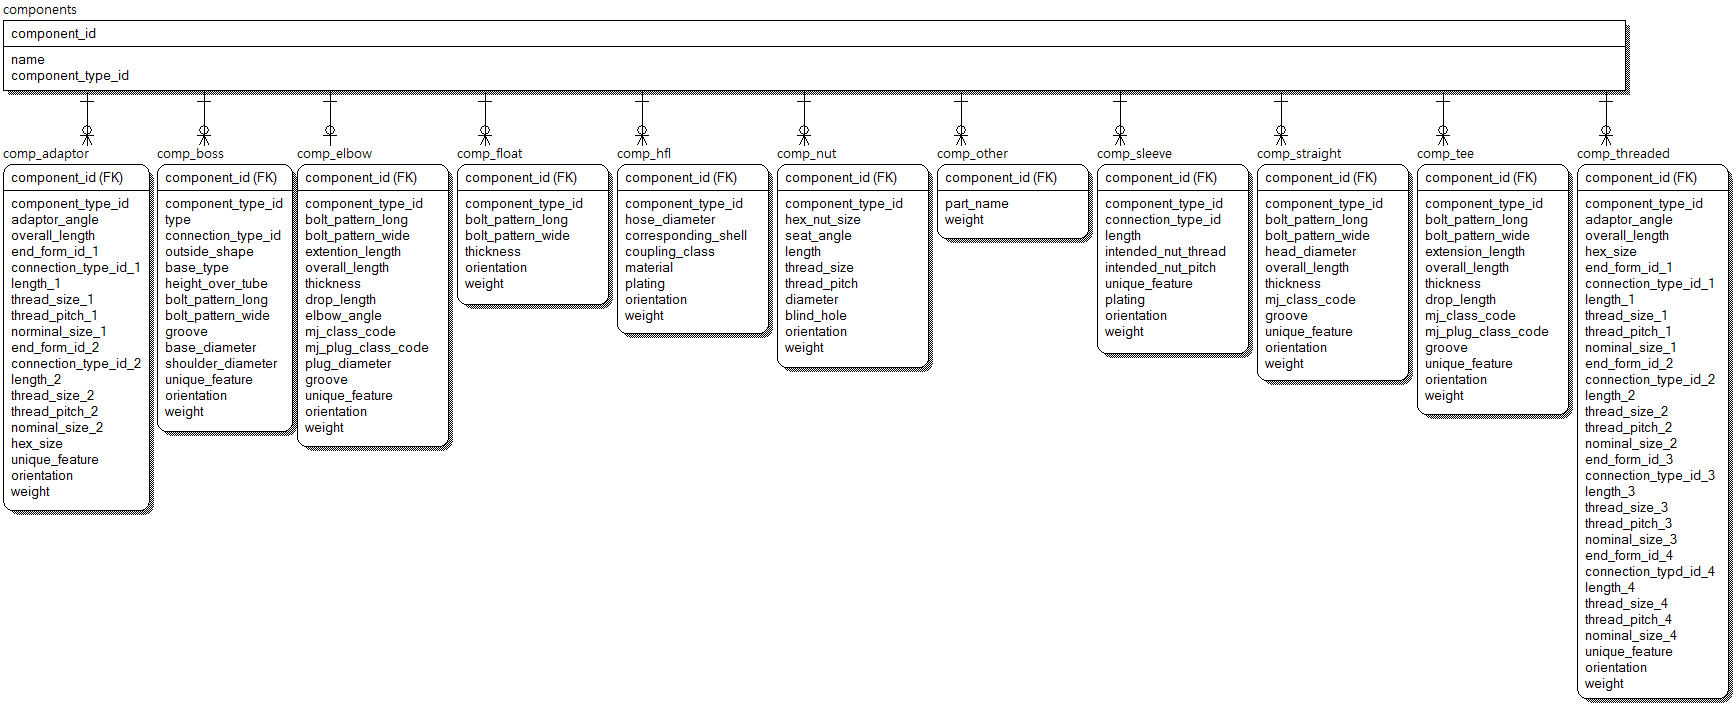 components
component_id
name
component_type_id
comp_adaptor
component_id (FK)
component_type_id
adaptor_angle
overall_length
end_form_id_1
connection_type_id_1
length_1
thread_size_1
thread_pitch_1
norminal_size_1
end_form_id_2
connection_type_id_2
length_2
thread_size_2
thread_pitch_2
nominal_size_2
hex_size
unique_feature
orientation
weight
comp_boss
component_id (FK)
component_type_id
type
connection_type_id
outside_shape
base_type
height_over_tube
bolt_pattern_long
bolt_pattern_wide
groove
base_diameter
shoulder_diameter
unique_feature
orientation
weight
comp_elbow
component_id (FK)
component_type_id
bolt_pattern_long
bolt_pattern_wide
extention_length
overall_length
thickness
drop_length
elbow_angle
mj_class_code
mj_plug_class_code
plug_diameter
groove
unique_feature
orientation
weight
comp_float
component_id (FK)
component_type_id
bolt_pattern_long
bolt_pattern_wide
thickness
orientation
weight
comp_hfl
component_id (FK)
component_type_id
hose_diameter
corresponding_shell
coupling_class
material
plating
orientation
weight
comp_nut
component_id (FK)
component_type_id
hex_nut_size
seat_angle
length
thread_size
thread_pitch
diameter
blind_hole
orientation
weight
comp_other
component_id (FK)
part_name
weight
comp_sleeve
component_id (FK)
component_type_id
connection_type_id
length
intended_nut_thread
intended_nut_pitch
unique_feature
plating
orientation
weight
comp_straight
component_id (FK)
component_type_id
bolt_pattern_long
bolt_pattern_wide
head_diameter
overall_length
thickness
mj_class_code
groove
unique_feature
orientation
weight
comp_tee
component_id (FK)
component_type_id
bolt_pattern_long
bolt_pattern_wide
extension_length
overall_length
thickness
drop_length
mj_class_code
mj_plug_class_code
groove
unique_feature
orientation
weight
comp_threaded
component_id (FK)
component_type_id
adaptor_angle
overall_length
hex_size
end_form_id_1
connection_type_id_1
length_1
thread_size_1
thread_pitch_1
nominal_size_1
end_form_id_2
connection_type_id_2
length_2
thread_size_2
thread_pitch_2
nominal_size_2
end_form_id_3
connection_type_id_3
length_3
thread_size_3
thread_pitch_3
nominal_size_3
end_form_id_4
connection_typd_id_4
length_4
thread_size_4
thread_pitch_4
nominal_size_4
unique_feature
orientation
weight